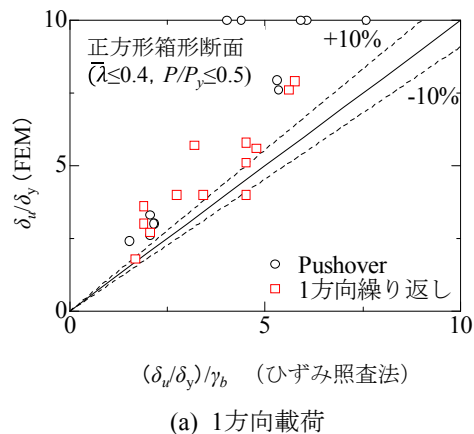 10
正方形箱形断面
(λ̅≤0.4, P/Py≤0.5)
+10%
-10%
5
δu/δy (FEM)
Pushover
1方向繰り返し
0
0
5
10
(δu/δy)/γb （ひずみ照査法）
(a) 1方向載荷